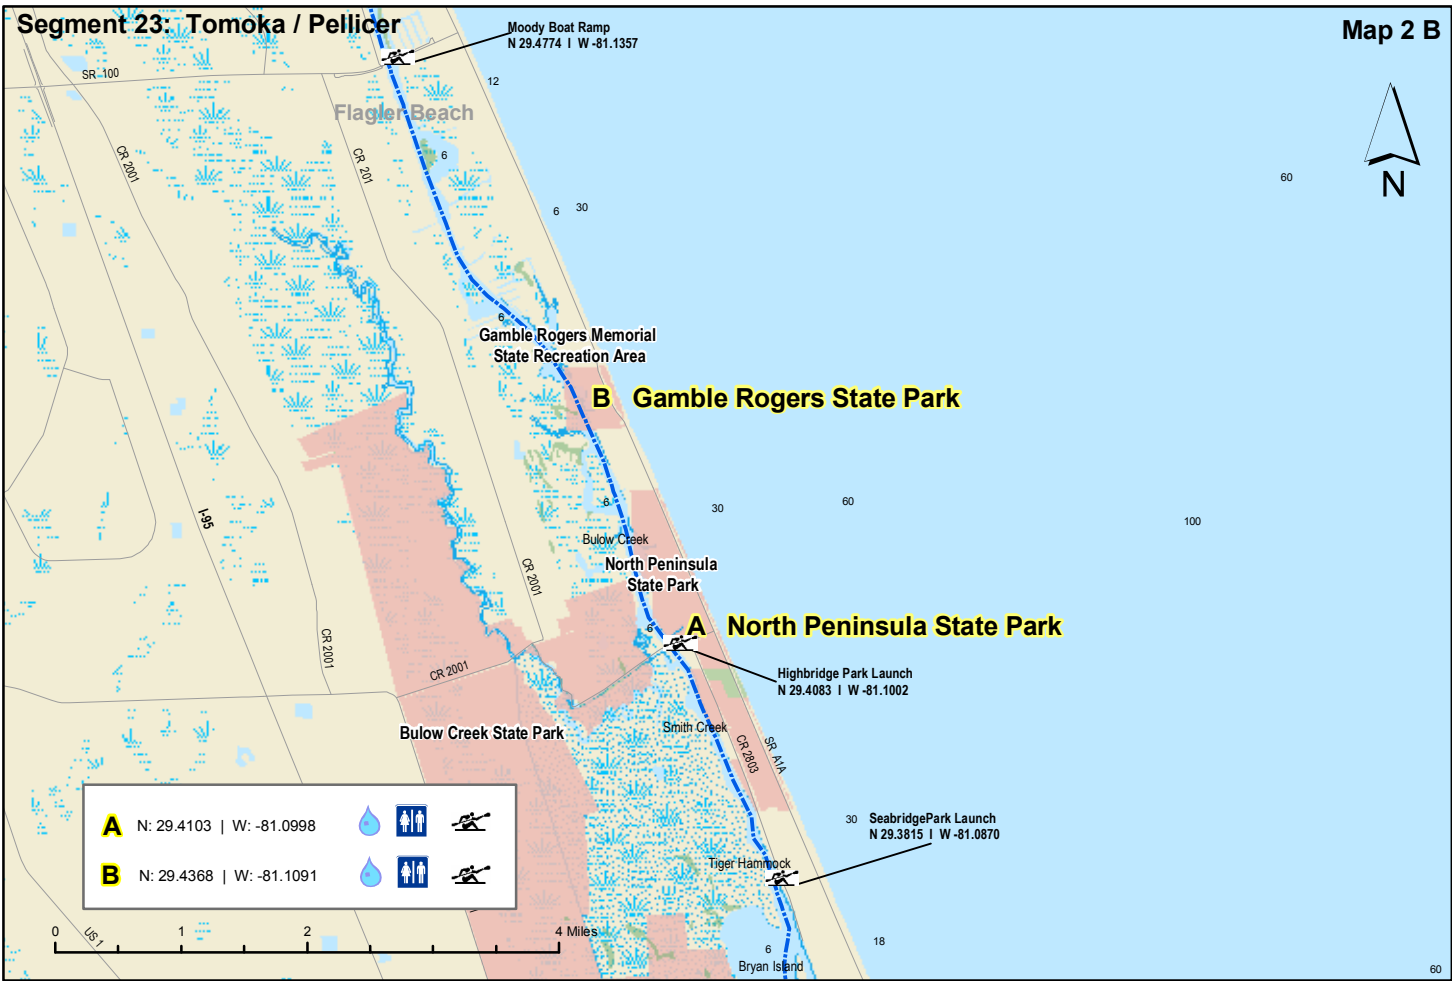 Segment 23:  Tomoka / Pellicer
Map 2 B
Moody Boat Ramp
N 29.4774 I W -81.1357
SR 100
12
Flagler Beach
N
CR 2001
CR 201
6
60
6
30
6
Gamble Rogers Memorial
State Recreation Area
B Gamble Rogers State Park
I-95
6
30
60
100
Bulow Creek
CR 2001
North Peninsula
State Park
6
A North Peninsula State Park
CR 2001
CR 2001
Highbridge Park Launch
N 29.4083 I W -81.1002
Bulow Creek State Park
Smith Creek
CR 2803
SR A1A
A N: 29.4103 | W: -81.0998
B N: 29.4368 | W: -81.1091
30
SeabridgePark Launch
N 29.3815 I W -81.0870
Tiger Hammock
US 1
0 1 2 4 Miles
6
18
Bryan Island
60